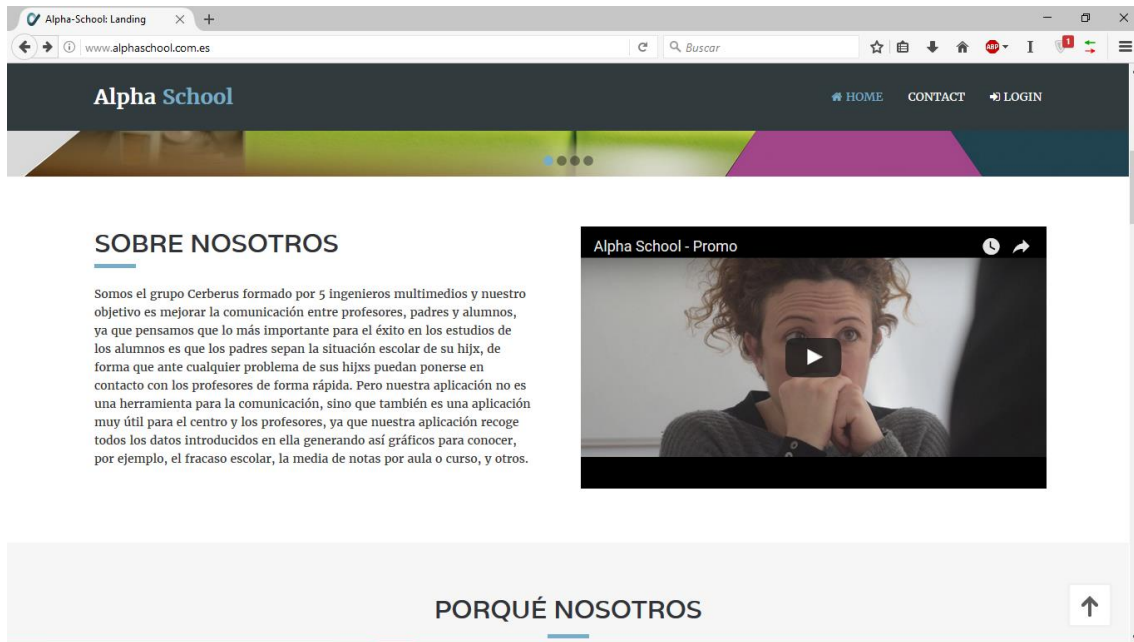 Alpha-School: Landing
www.alphaschool.com.es
Buscar
ABP
1
Alpha School
HOME CONTACT LOGIN
SOBRE NOSOTROS
Somos el grupo Cerberus formado por 5 ingenieros multimedios y nuestro
objetivo es mejorar la comunicación entre profesores, padres y alumnos,
ya que pensamos que lo más importante para el éxito en los estudios de
los alumnos es que los padres sepan la situación escolar de su hijx, de
forma que ante cualquier problema de sus hijxs puedan ponerse en
contacto con los profesores de forma rápida. Pero nuestra aplicación no es
una herramienta para la comunicación, sino que también es una aplicación
muy útil para el centro y los profesores, ya que nuestra aplicación recoge
todos los datos introducidos en ella generando así gráficos para conocer,
por ejemplo, el fracaso escolar, la media de notas por aula o curso, y otros.
Alpha School - Promo
PORQUÉ NOSOTROS